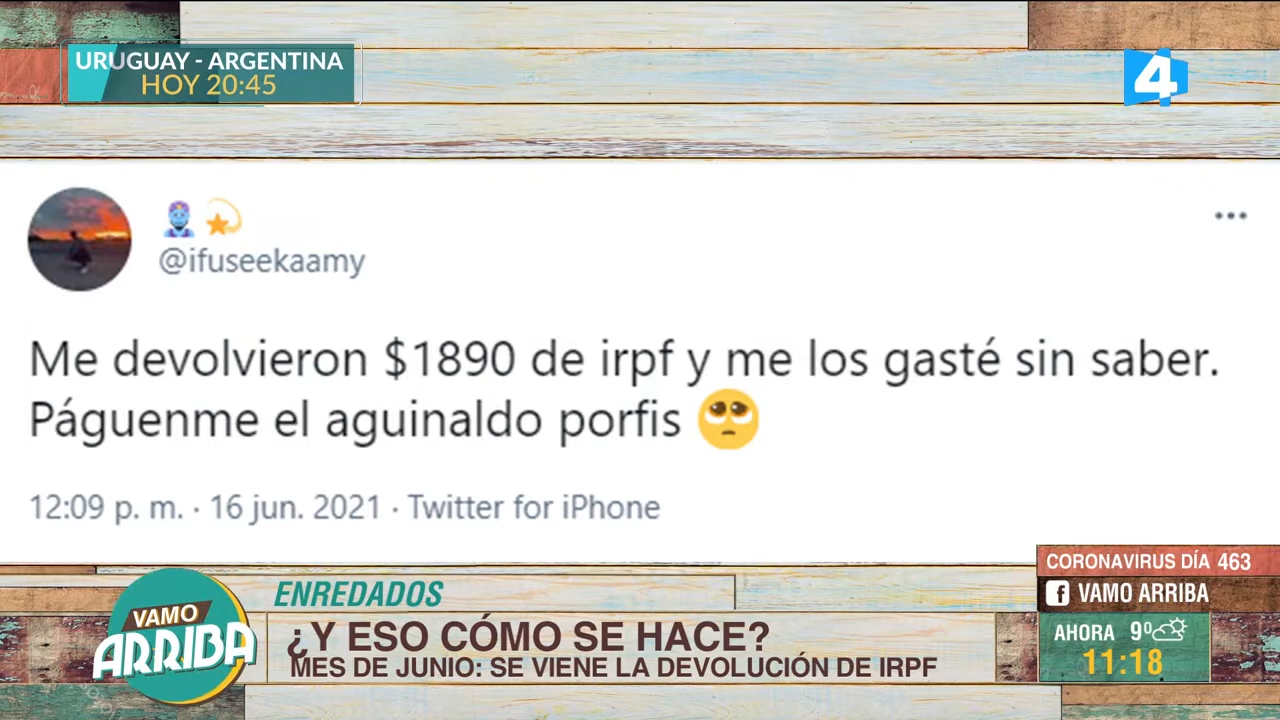 URUGUAY - ARGENTINA
HOY 20:45
4
@ifuseekaamy
Me devolvieron $1890 de irpf y me los gasté sin saber.
Páguenme el aguinaldo porfis 🥺
12:09 p. m. · 16 jun. 2021 · Twitter for iPhone
CORONAVIRUS DÍA 463
VAMO ARRIBA
AHORA 9º
11:18
VAMO
ARRIBA
ENREDADOS
¿Y ESO CÓMO SE HACE?
MES DE JUNIO: SE VIENE LA DEVOLUCIÓN DE IRPF